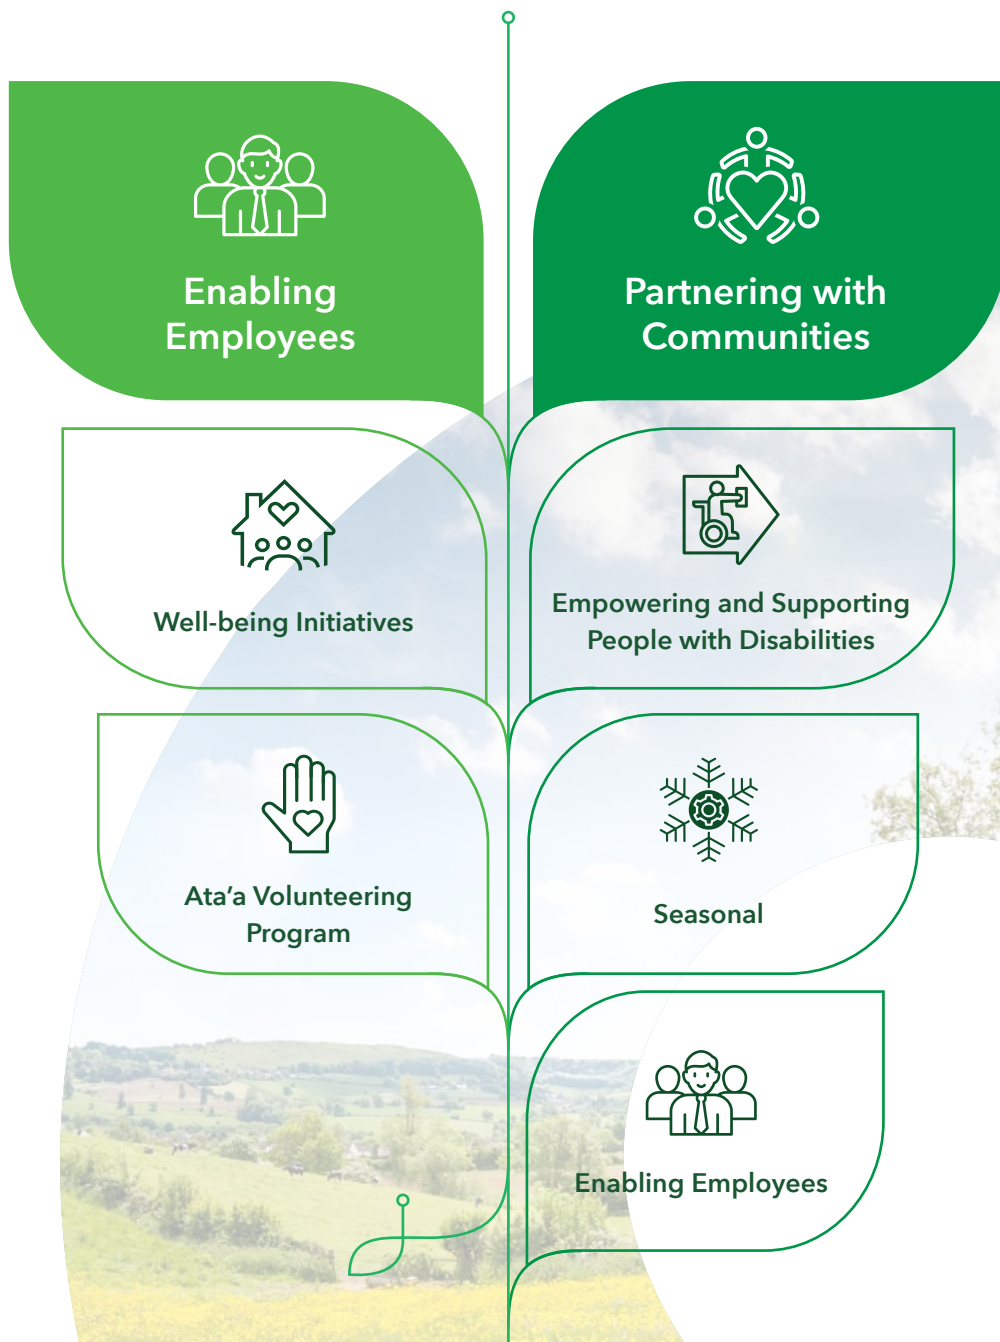 Enabling
Employees
Partnering with
Communities
Well-being Initiatives
Empowering and Supporting
People with Disabilities
Ata’a Volunteering
Program
Seasonal
Enabling Employees